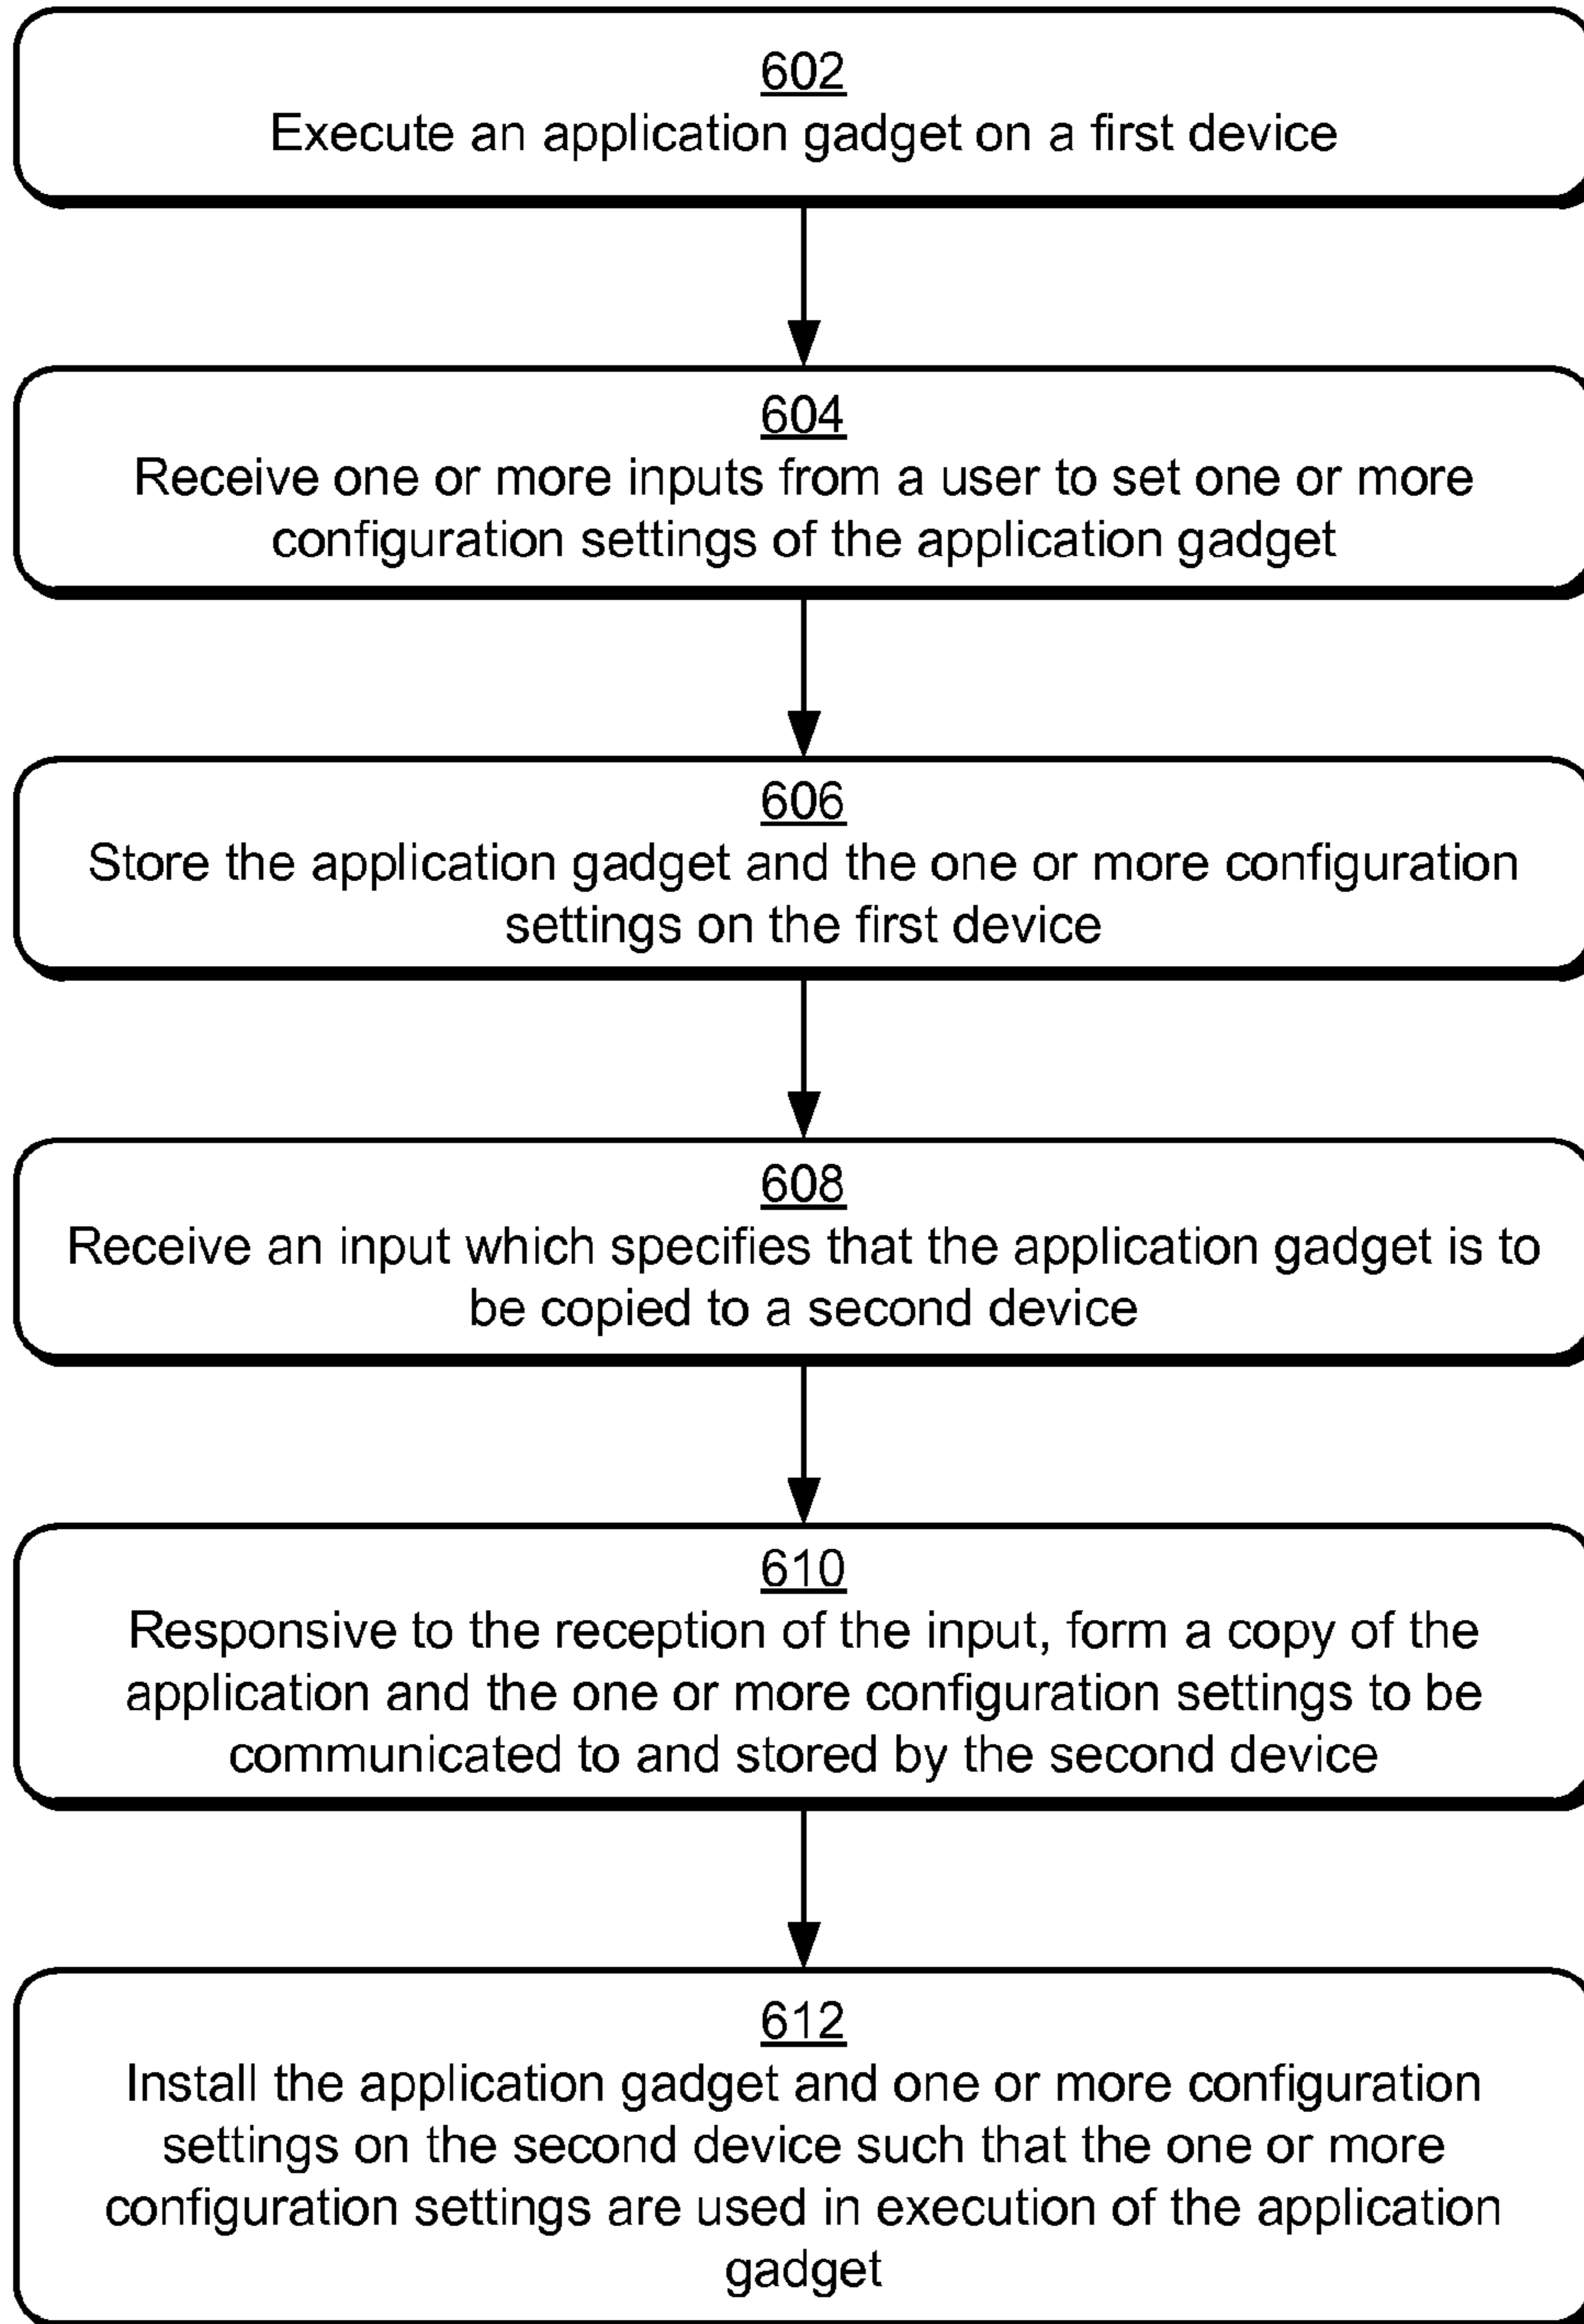 602
Execute an application gadget on a first device
604
Receive one or more inputs from a user to set one or more
configuration settings of the application gadget
606
Store the application gadget and the one or more configuration
settings on the first device
608
Receive an input which specifies that the application gadget is to
be copied to a second device
610
Responsive to the reception of the input, form a copy of the
application and the one or more configuration settings to be
communicated to and stored by the second device
612
Install the application gadget and one or more configuration
settings on the second device such that the one or more
configuration settings are used in execution of the application
gadget